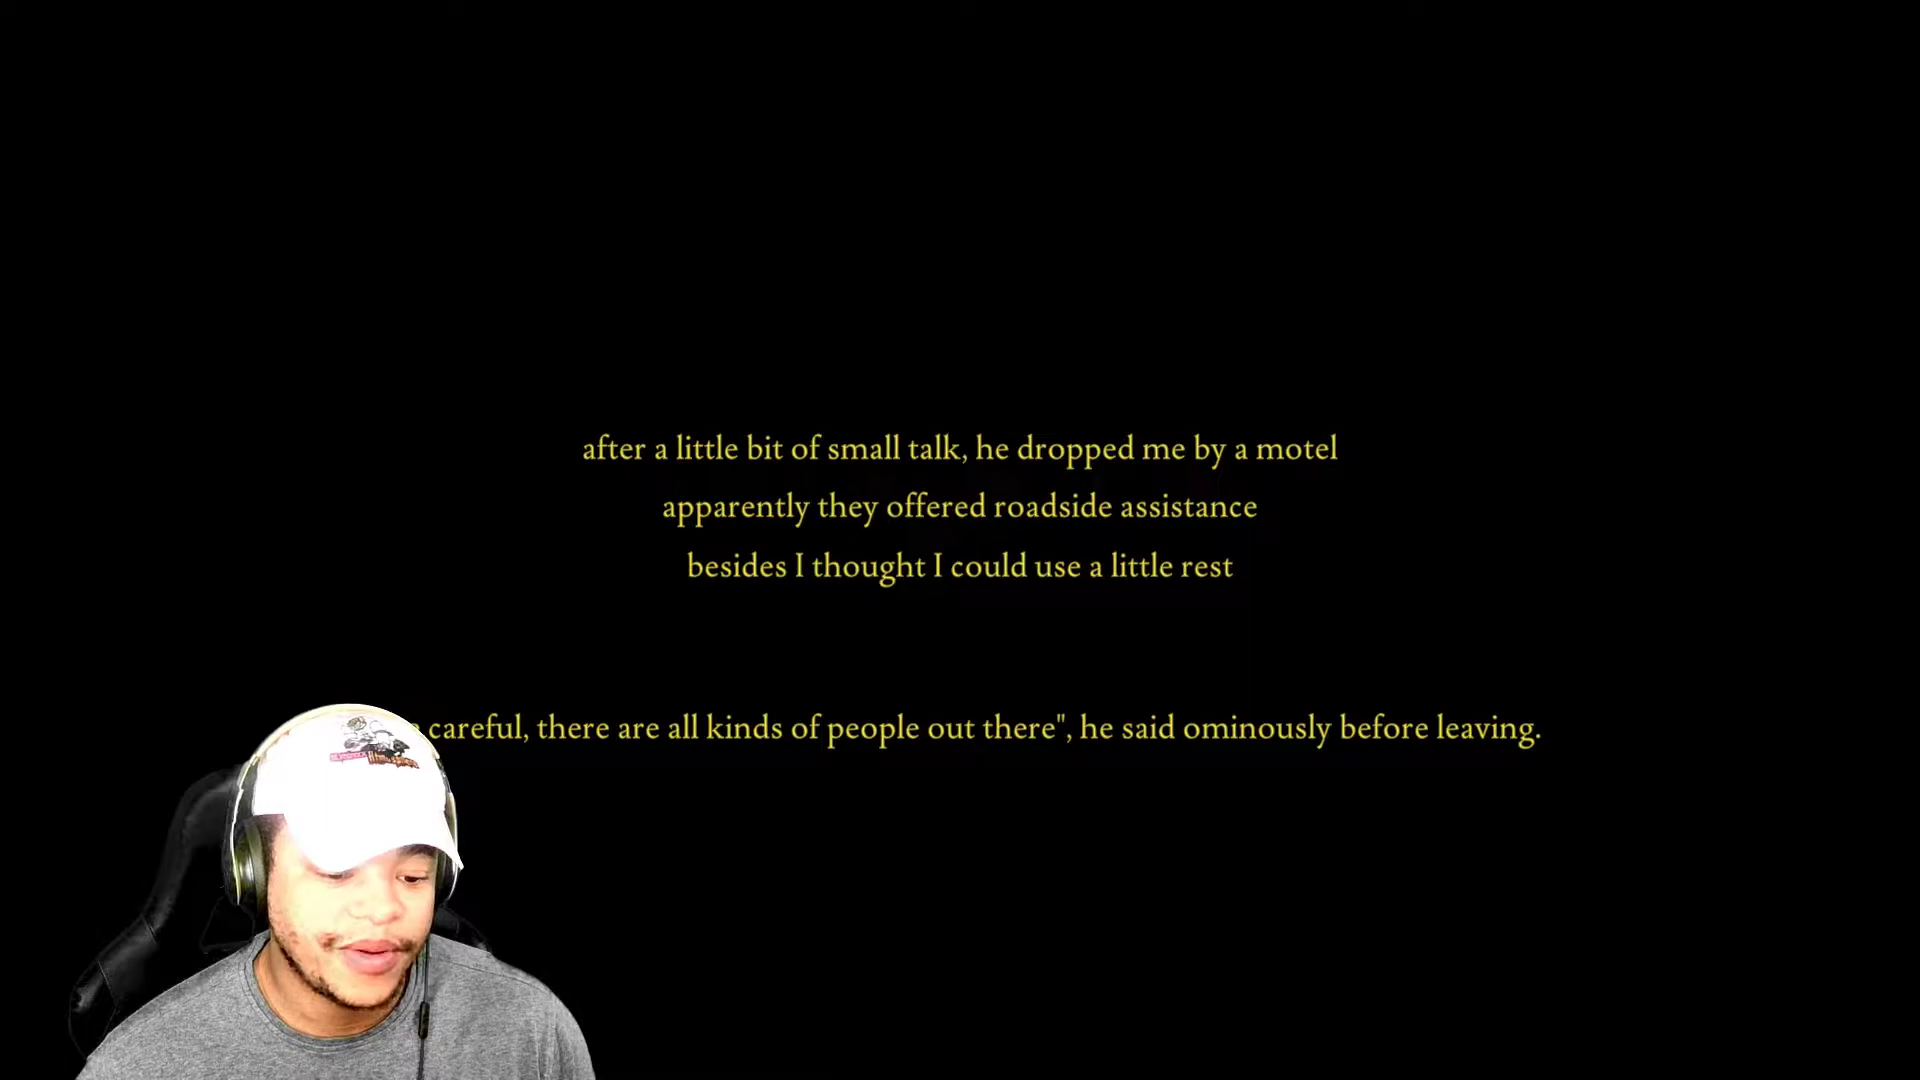 after a little bit of small talk, he dropped me by a motel
apparently they offered roadside assistance
besides I thought I could use a little rest
careful, there are all kinds of people out there", he said ominously before leaving.